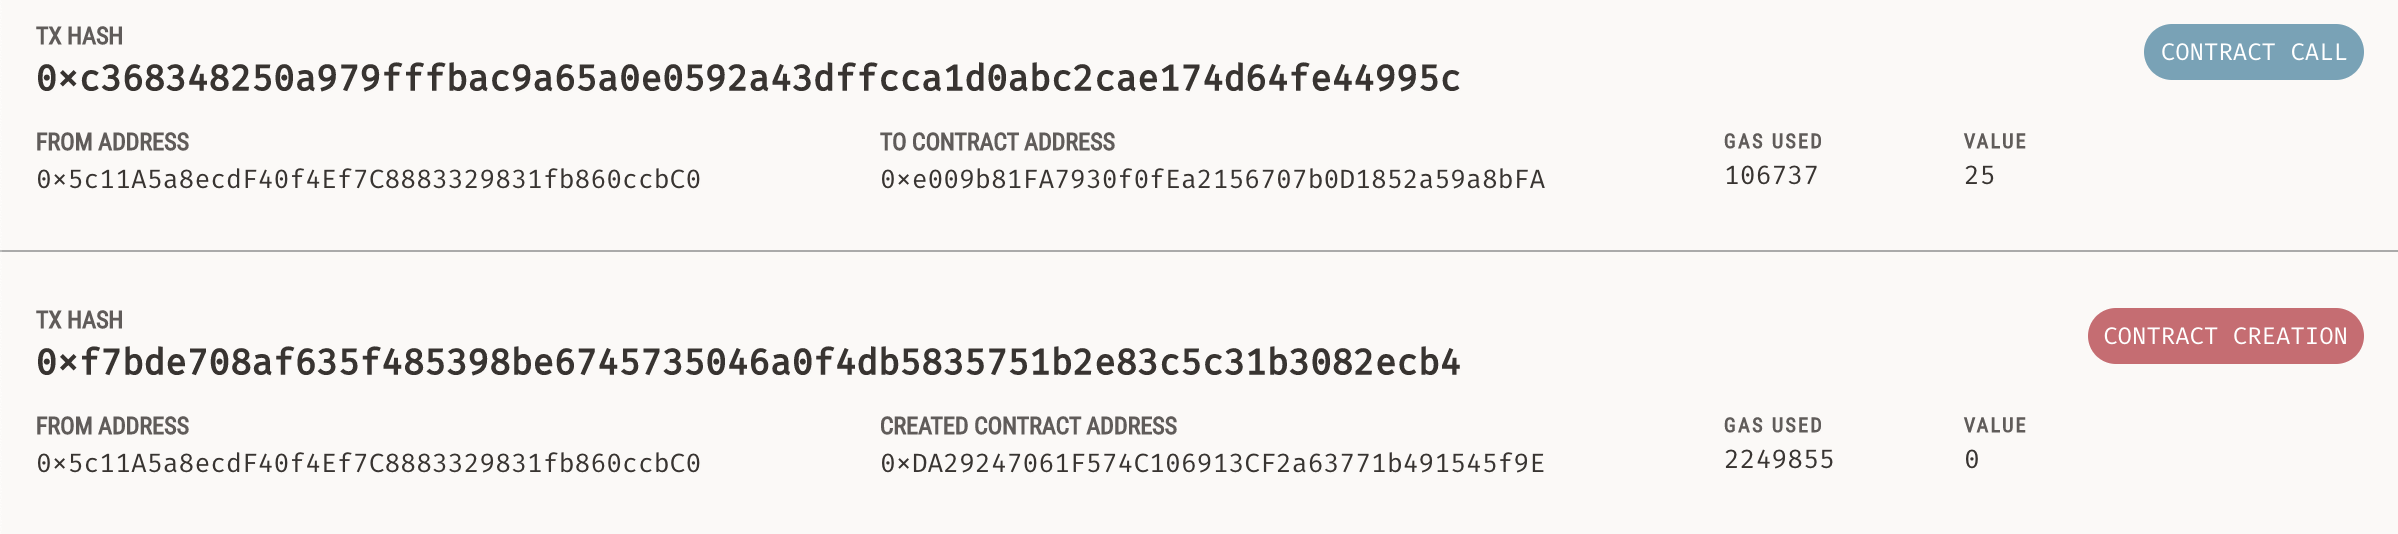 TX HASH
0×c368348250a979fffbac9a65a0e0592a43dffcca1d0abc2cae174d64fe44995c
CONTRACT CALL
FROM ADDRESS
0×5c11A5a8ecdF40f4Ef7C8883329831fb860ccbC0
TO CONTRACT ADDRESS
0×e009b81FA7930f0fEa2156707b0D1852a59a8bFA
GAS USED
106737
VALUE
25
TX HASH
0×f7bde708af635f485398be6745735046a0f4db5835751b2e83c5c31b3082ecb4
CONTRACT CREATION
FROM ADDRESS
0×5c11A5a8ecdF40f4Ef7C8883329831fb860ccbC0
CREATED CONTRACT ADDRESS
0×DA29247061F574C106913CF2a63771b491545f9E
GAS USED
2249855
VALUE
0